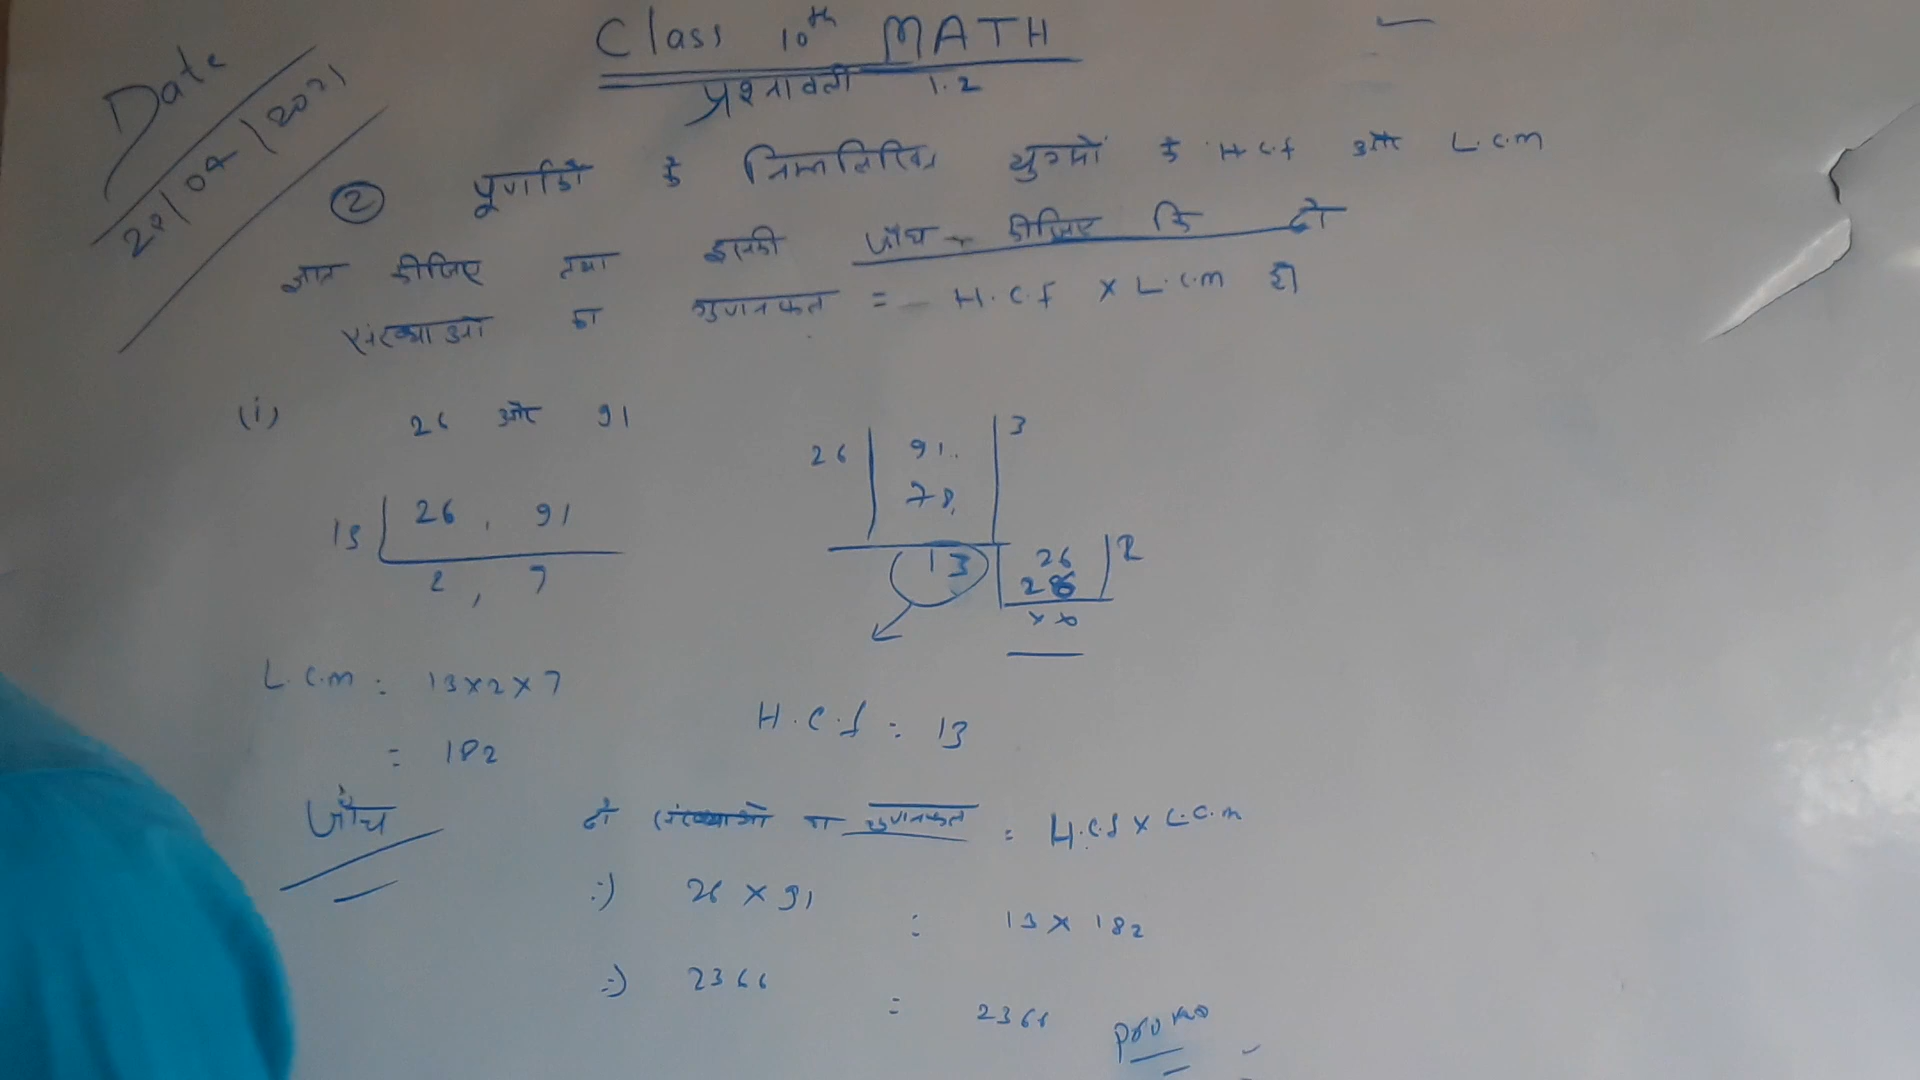 Class 10th MATH
Date
22/04/2021
प्रश्नावली 1.2
② पूर्णांकों के निम्नलिखित युग्मों के H.c.f और L.c.m
ज्ञात कीजिए तथा इसकी जाँच कीजिए कि दो
संख्याओं का गुणनफल = H.c.f × L.c.m है।
(i) 26 और 91
26 | 91 | 3
78
13 | 26 | 2
26
××
13 | 26, 91
2, 7
L.c.m = 13×2×7
= 182
H.c.f = 13
जाँच
दो संख्याओं का गुणनफल = H.c.f × L.c.m
=) 26 × 91 = 13 × 182
=) 2366 = 2366